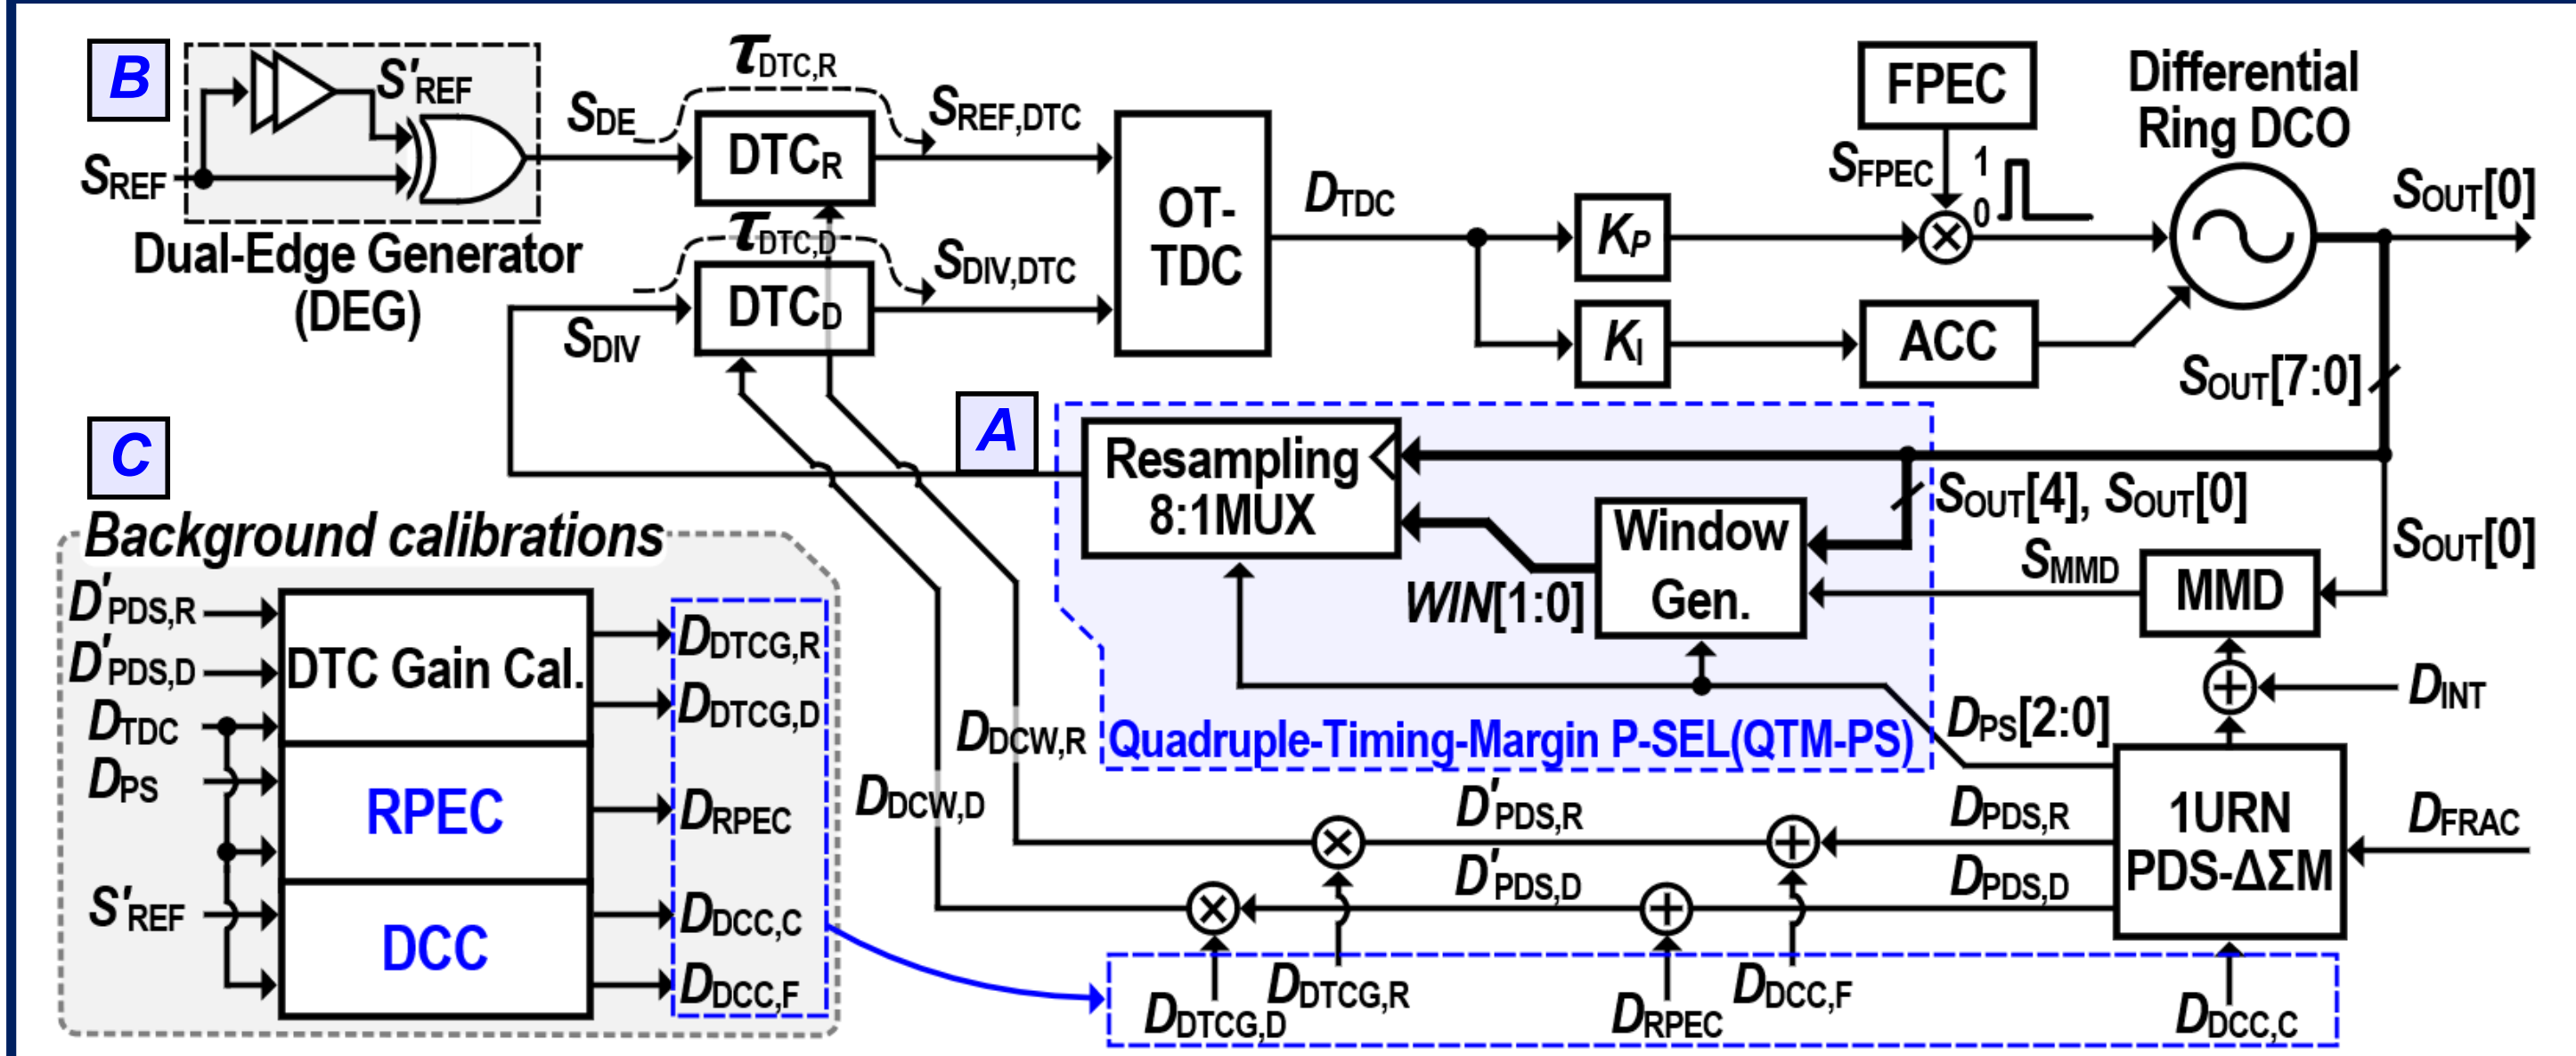 B
S'REF
SREF
Dual-Edge Generator
(DEG)
SDE
τDTC,R
DTCR
SREF,DTC
τDTC,D
DTCD
SDIV,DTC
SDIV
OT-
TDC
DTDC
KP
KI
FPEC
SFPEC
1
0
ACC
Differential
Ring DCO
SOUT[0]
SOUT[7:0]
A
Resampling
8:1MUX
Window
Gen.
WIN[1:0]
SOUT[4], SOUT[0]
SMMD
MMD
SOUT[0]
Quadruple-Timing-Margin P-SEL(QTM-PS)
DPS[2:0]
DINT
1URN
PDS-ΔΣM
DFRAC
DPDS,R
DPDS,D
D'PDS,R
D'PDS,D
DDCW,R
DDCW,D
DDTCG,D
DDTCG,R
DRPEC
DDCC,F
DDCC,C
C
Background calibrations
D'PDS,R
D'PDS,D
DTDC
DPS
S'REF
DTC Gain Cal.
RPEC
DCC
DDTCG,R
DDTCG,D
DRPEC
DDCC,C
DDCC,F